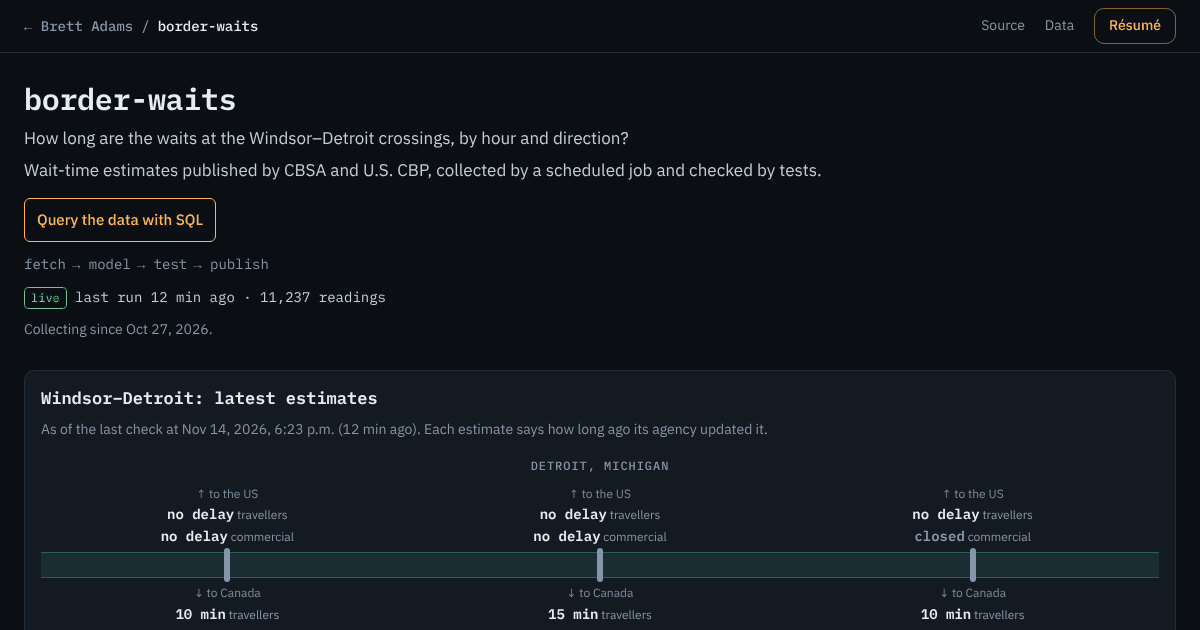 ← Brett Adams / border-waits
Source Data Résumé
border-waits
How long are the waits at the Windsor–Detroit crossings, by hour and direction?
Wait-time estimates published by CBSA and U.S. CBP, collected by a scheduled job and checked by tests.
Query the data with SQL
fetch → model → test → publish
live last run 12 min ago · 11,237 readings
Collecting since Oct 27, 2026.
Windsor–Detroit: latest estimates
As of the last check at Nov 14, 2026, 6:23 p.m. (12 min ago). Each estimate says how long ago its agency updated it.
DETROIT, MICHIGAN
↑ to the US ↑ to the US ↑ to the US
no delay travellers no delay travellers no delay travellers
no delay commercial no delay commercial closed commercial
↓ to Canada ↓ to Canada ↓ to Canada
10 min travellers 15 min travellers 10 min travellers